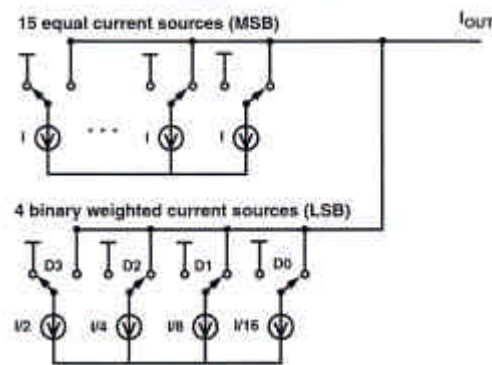 15 equal current sources (MSB)
IOUT
I
I
I
4 binary weighted current sources (LSB)
D3
D2
D1
D0
I/2
I/4
I/8
I/16